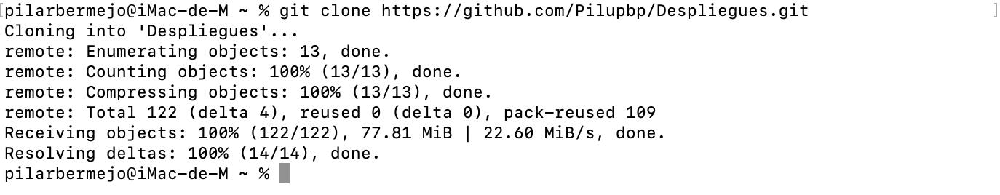 [pilarbermejo@iMac-de-M ~ % git clone https://github.com/Pilupbp/Despliegues.git ]
Cloning into 'Despliegues'...
remote: Enumerating objects: 13, done.
remote: Counting objects: 100% (13/13), done.
remote: Compressing objects: 100% (13/13), done.
remote: Total 122 (delta 4), reused 0 (delta 0), pack-reused 109
Receiving objects: 100% (122/122), 77.81 MiB | 22.60 MiB/s, done.
Resolving deltas: 100% (14/14), done.
pilarbermejo@iMac-de-M ~ %